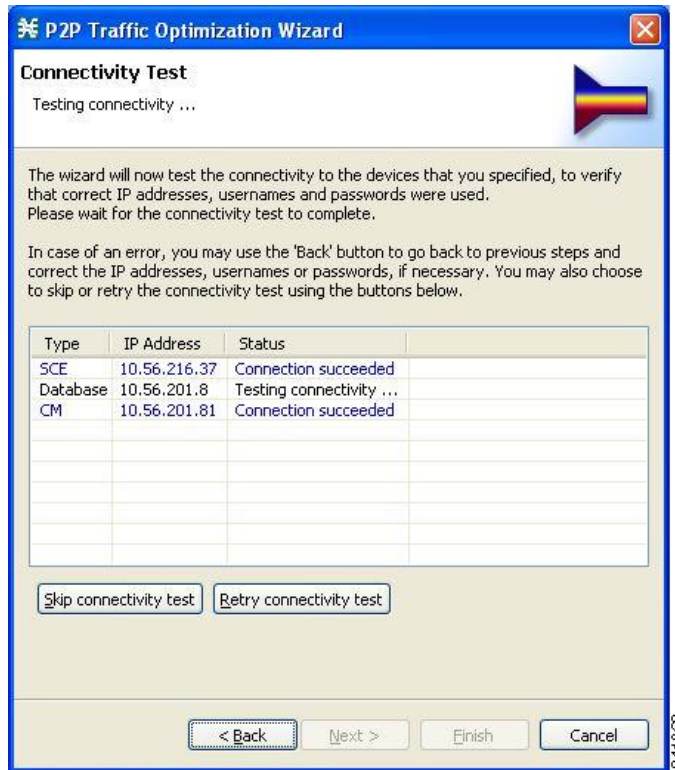 P2P Traffic Optimization Wizard
Connectivity Test
Testing connectivity ...
The wizard will now test the connectivity to the devices that you specified, to verify
that correct IP addresses, usernames and passwords were used.
Please wait for the connectivity test to complete.
In case of an error, you may use the 'Back' button to go back to previous steps and
correct the IP addresses, usernames or passwords, if necessary. You may also choose
to skip or retry the connectivity test using the buttons below.
Type IP Address Status
SCE 10.56.216.37 Connection succeeded
Database 10.56.201.8 Testing connectivity ...
CM 10.56.201.81 Connection succeeded
Skip connectivity test Retry connectivity test
< Back Next > Finish Cancel